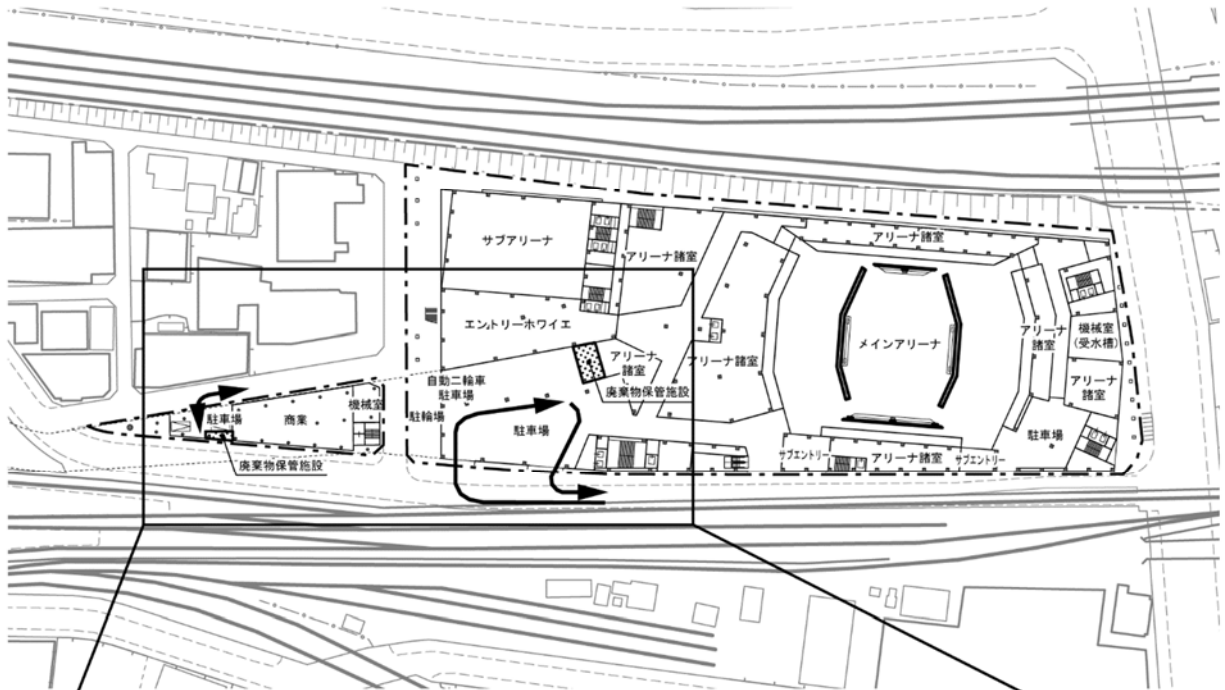 サブアリーナ
アリーナ諸室
アリーナ諸室
エントリーホワイエ
メインアリーナ
アリーナ
諸室
機械室
(受水槽)
アリーナ
諸室
アリーナ諸室
廃棄物保管施設
アリーナ
諸室
自動二輪車
駐車場
駐輪場
駐車場
機械室
商業
駐車場
廃棄物保管施設
駐車場
サブエントリー
アリーナ諸室
サブエントリー